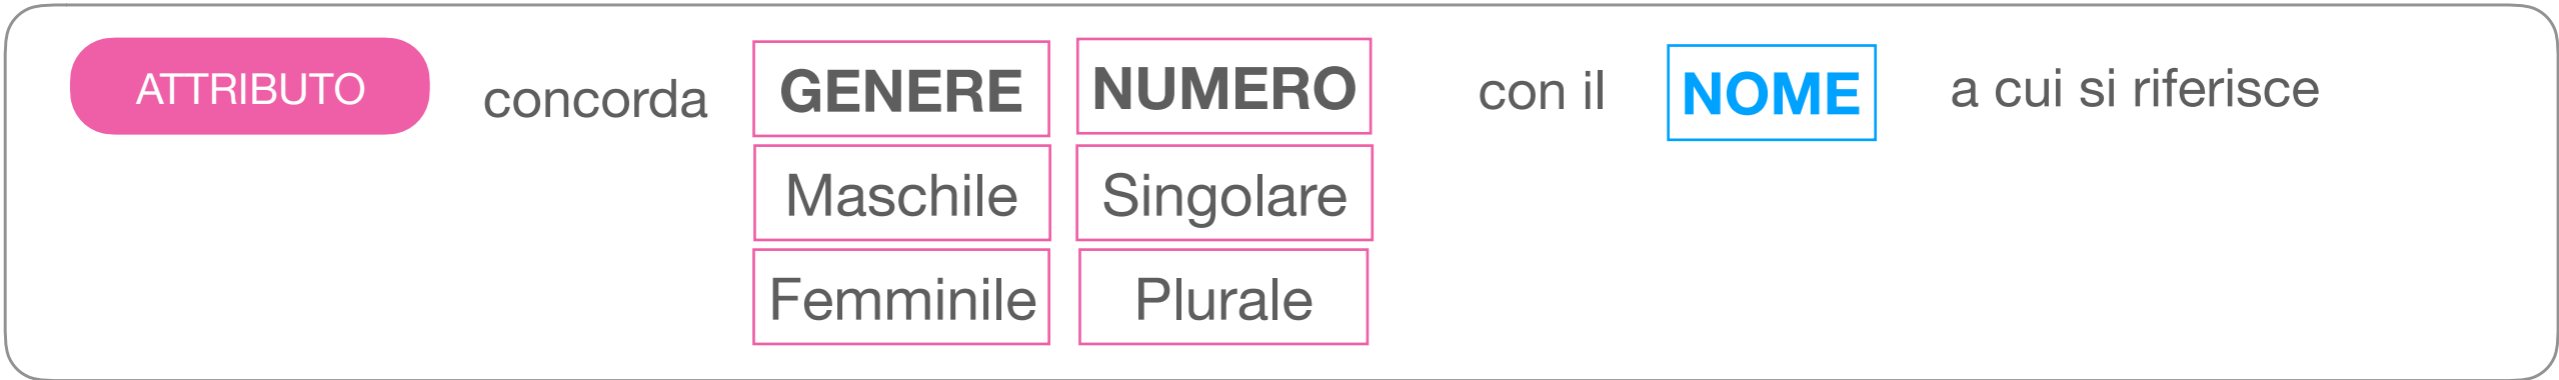 ATTRIBUTO concorda GENERE NUMERO con il NOME a cui si riferisce
Maschile Singolare
Femminile Plurale